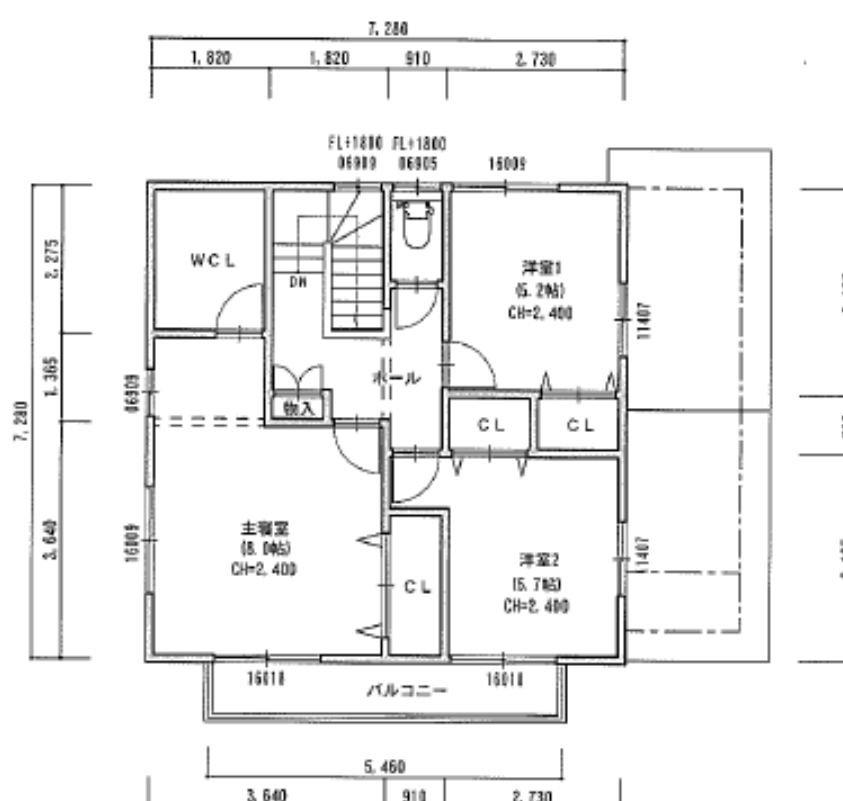 7,280
1,820
1,820
910
2,730
FL+1800
FL+1800
06909
06905
16009
2,275
WCL
DN
洋室1
(5.2帖)
CH=2,400
11407
1,365
7,280
06909
ホール
物入
CL
CL
3,640
16009
主寝室
(8.0帖)
CH=2,400
CL
洋室2
(5.7帖)
CH=2,400
11407
16018
バルコニー
16018
5,460
3,640
910
2,730